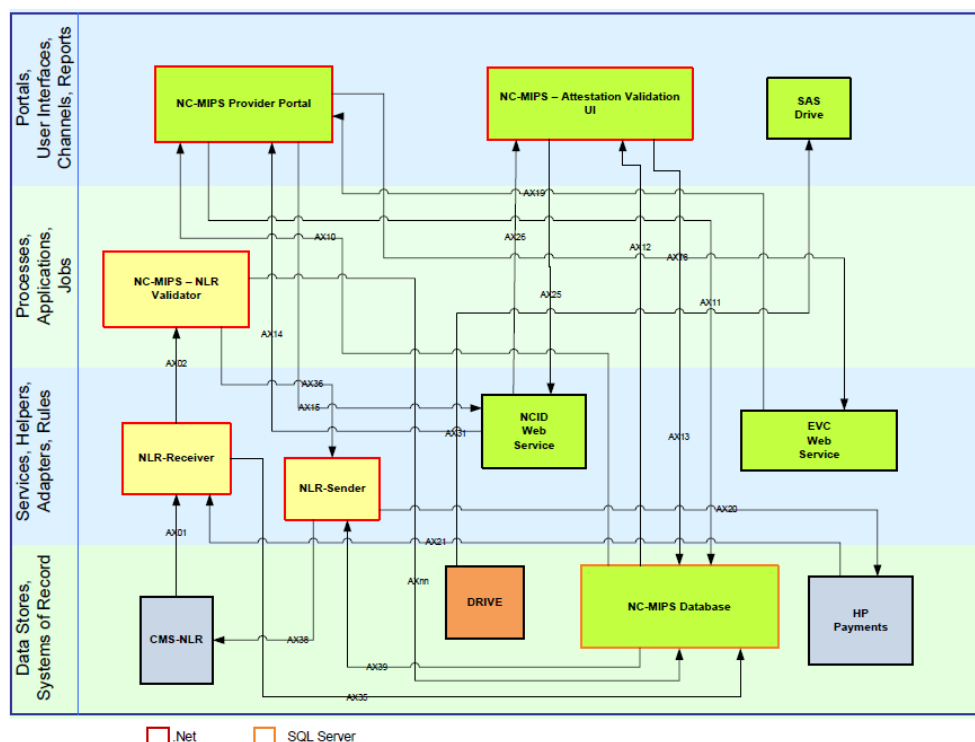 Portals,
User Interfaces,
Channels, Reports
NC-MIPS Provider Portal
NC-MIPS – Attestation Validation
UI
SAS
Drive
AX19
Processes,
Applications,
Jobs
AX10
AX26
AX12
AX76
NC-MIPS – NLR
Validator
AX25
AX11
AX14
AX02
AX36
Services, Helpers,
Adapters, Rules
AX15
NCID
Web
Service
AX31
AX13
EVC
Web
Service
NLR-Receiver
NLR-Sender
AX20
AX01
AX21
Data Stores,
Systems of Record
AXnn
DRIVE
NC-MIPS Database
HP
Payments
CMS-NLR
AX38
AX39
AX35
.Net
SQL Server